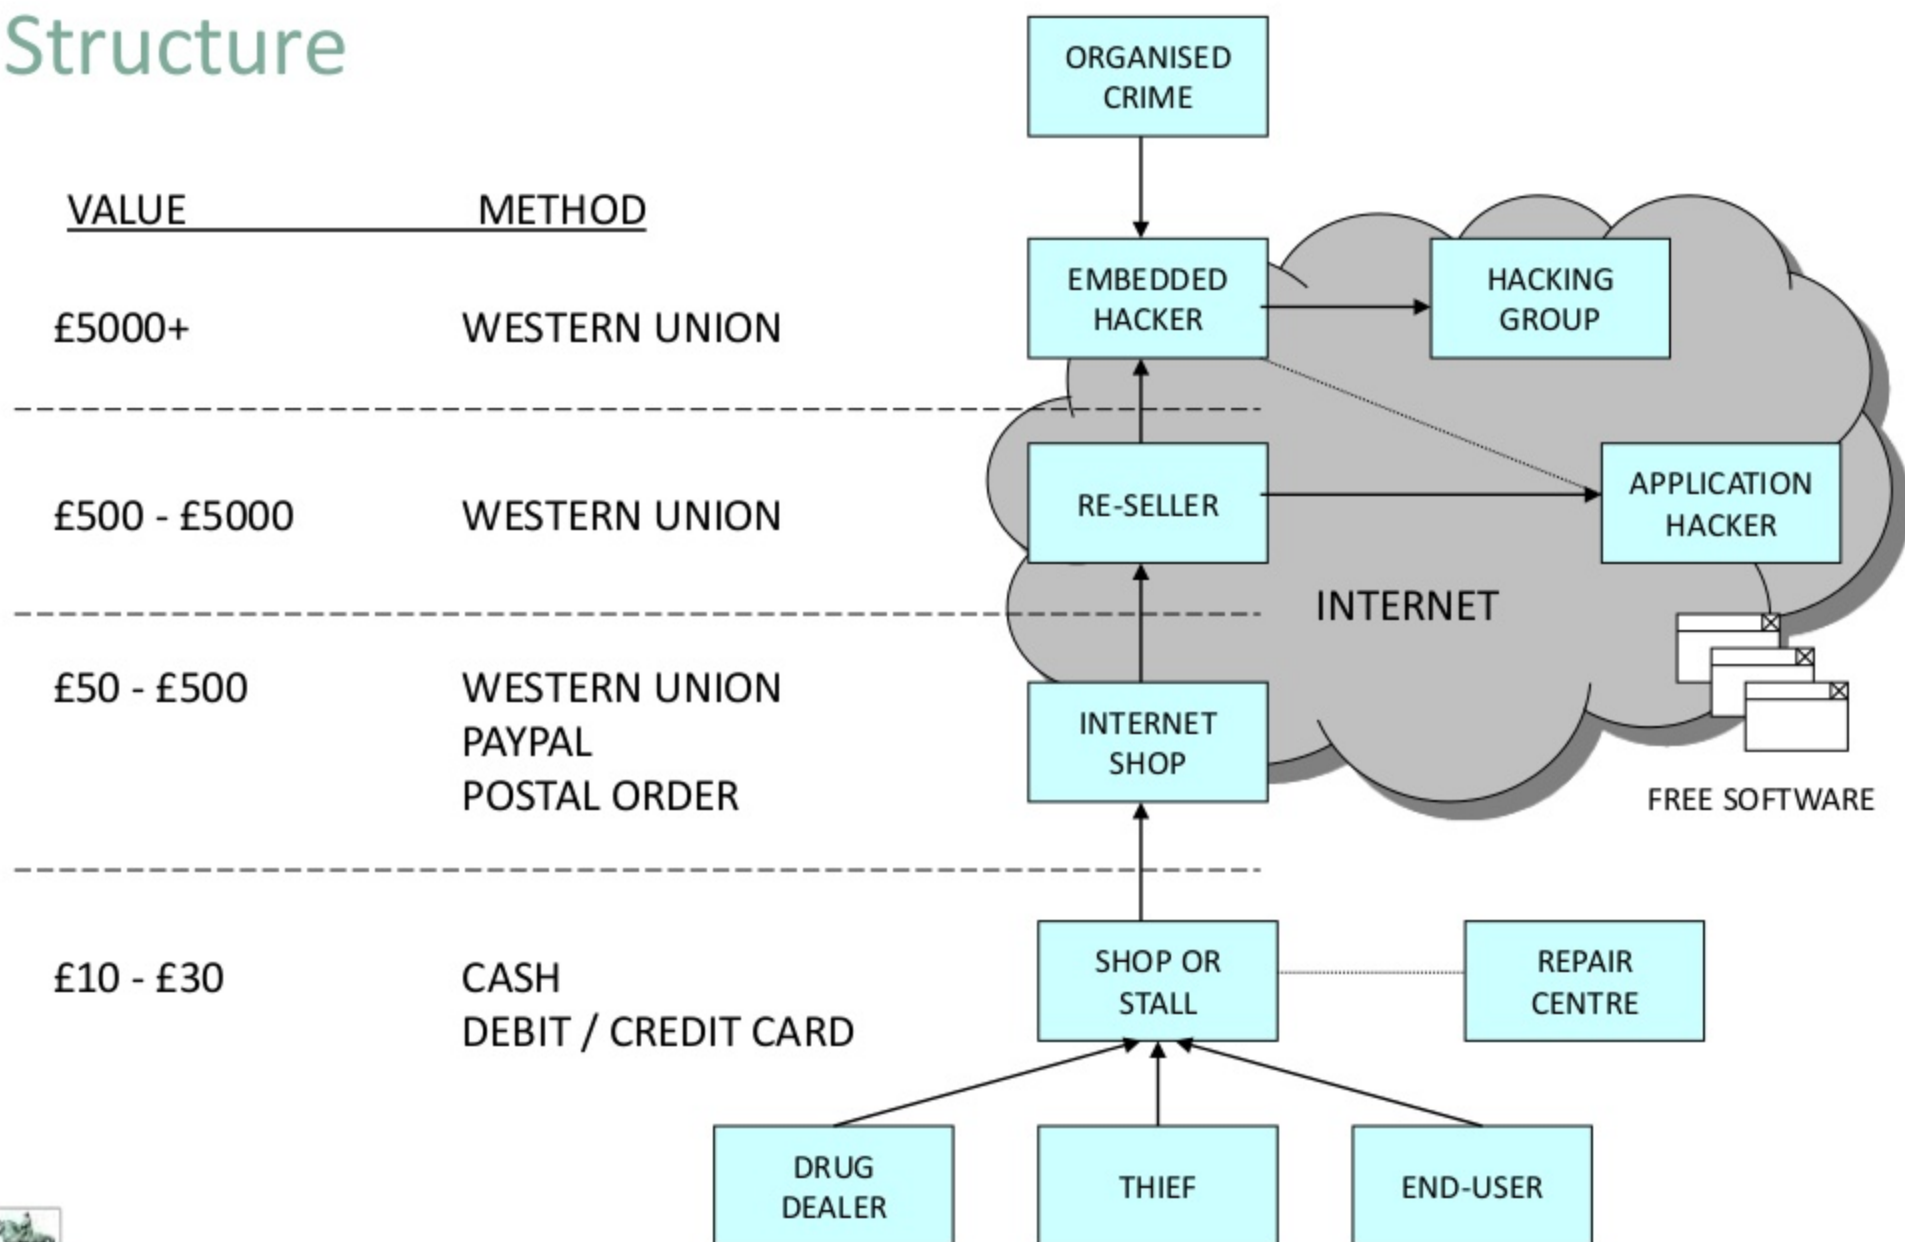 Structure
ORGANISED
CRIME
VALUE METHOD
£5000+ WESTERN UNION
EMBEDDED
HACKER
HACKING
GROUP
£500 - £5000 WESTERN UNION
RE-SELLER
APPLICATION
HACKER
INTERNET
£50 - £500 WESTERN UNION
PAYPAL
POSTAL ORDER
INTERNET
SHOP
FREE SOFTWARE
£10 - £30 CASH
DEBIT / CREDIT CARD
SHOP OR
STALL
REPAIR
CENTRE
DRUG
DEALER
THIEF
END-USER